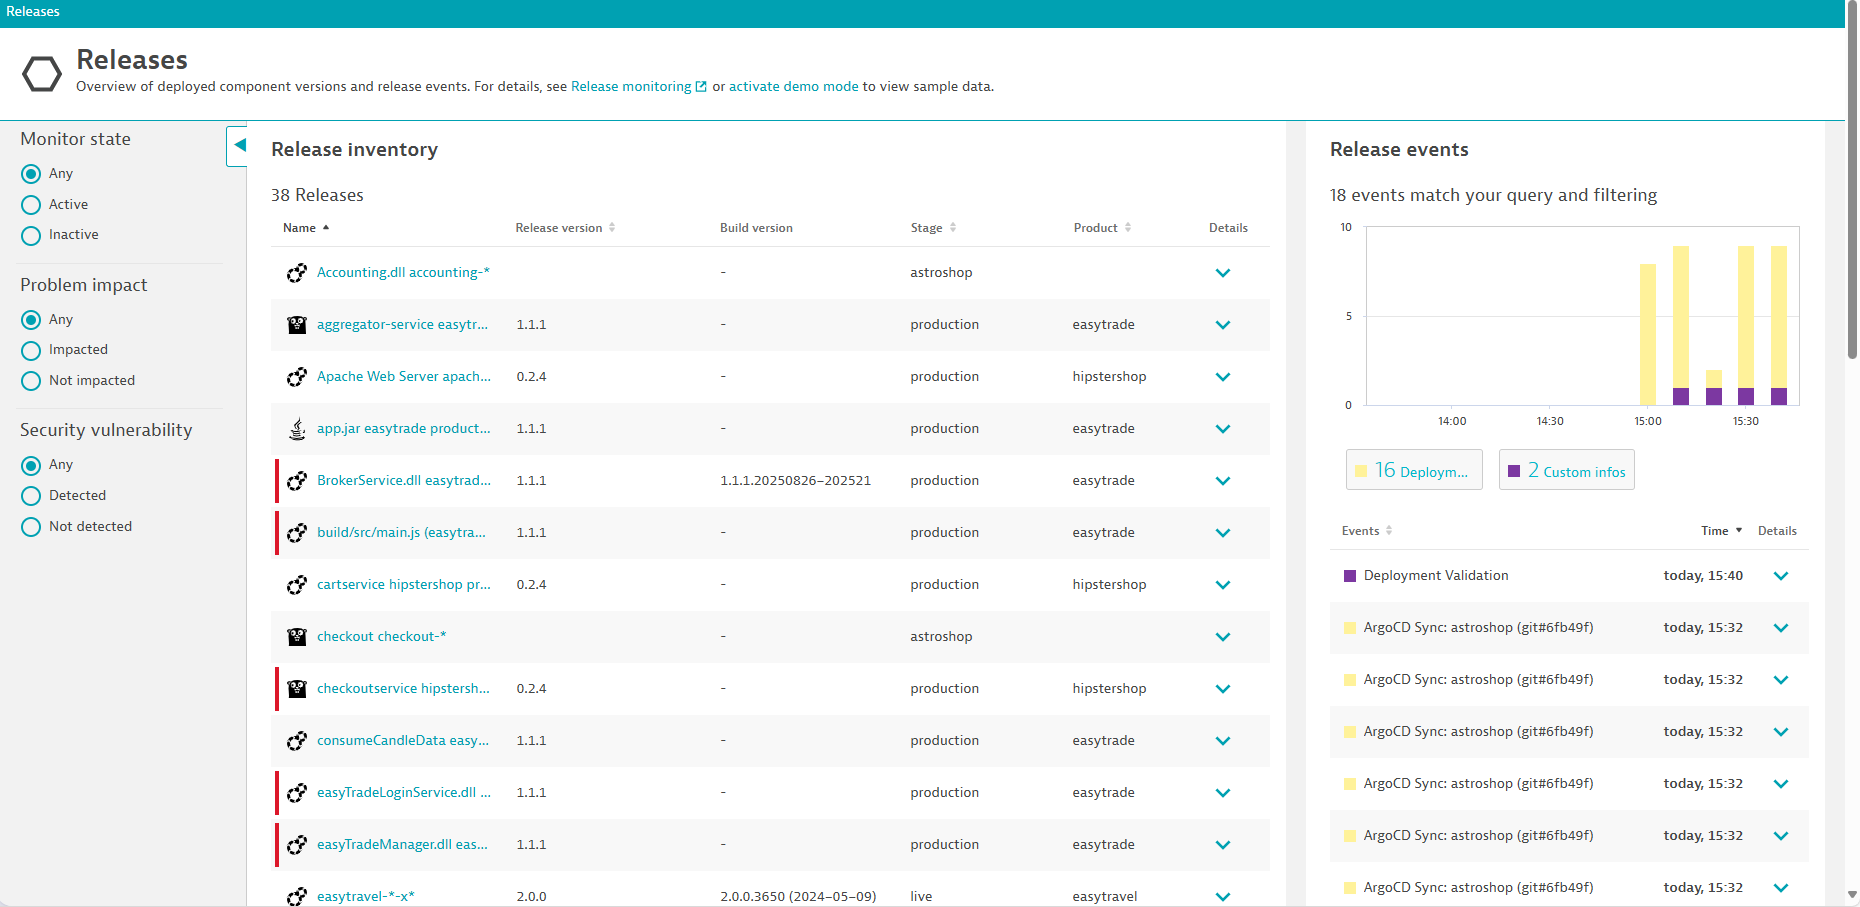 Releases
Releases
Overview of deployed component versions and release events. For details, see Release monitoring or activate demo mode to view sample data.
Monitor state
Any
Active
Inactive
Problem impact
Any
Impacted
Not impacted
Security vulnerability
Any
Detected
Not detected
Release inventory
38 Releases
Name Release version Build version Stage Product Details
Accounting.dll accounting-* - astroshop
aggregator-service easytr... 1.1.1 - production easytrade
Apache Web Server apach... 0.2.4 - production hipstershop
app.jar easytrade product... 1.1.1 - production easytrade
BrokerService.dll easytrad... 1.1.1 1.1.1.20250826-202521 production easytrade
build/src/main.js (easytra... 1.1.1 - production easytrade
cartservice hipstershop pr... 0.2.4 - production hipstershop
checkout checkout-* - astroshop
checkoutservice hipstersh... 0.2.4 - production hipstershop
consumeCandleData easy... 1.1.1 - production easytrade
easyTradeLoginService.dll ... 1.1.1 - production easytrade
easyTradeManager.dll eas... 1.1.1 - production easytrade
easytravel-*-x* 2.0.0 2.0.0.3650 (2024-05-09) live easytravel
Release events
18 events match your query and filtering
10
5
0
14:00 14:30 15:00 15:30
16 Deploym... 2 Custom infos
Events Time Details
Deployment Validation today, 15:40
ArgoCD Sync: astroshop (git#6fb49f) today, 15:32
ArgoCD Sync: astroshop (git#6fb49f) today, 15:32
ArgoCD Sync: astroshop (git#6fb49f) today, 15:32
ArgoCD Sync: astroshop (git#6fb49f) today, 15:32
ArgoCD Sync: astroshop (git#6fb49f) today, 15:32
ArgoCD Sync: astroshop (git#6fb49f) today, 15:32